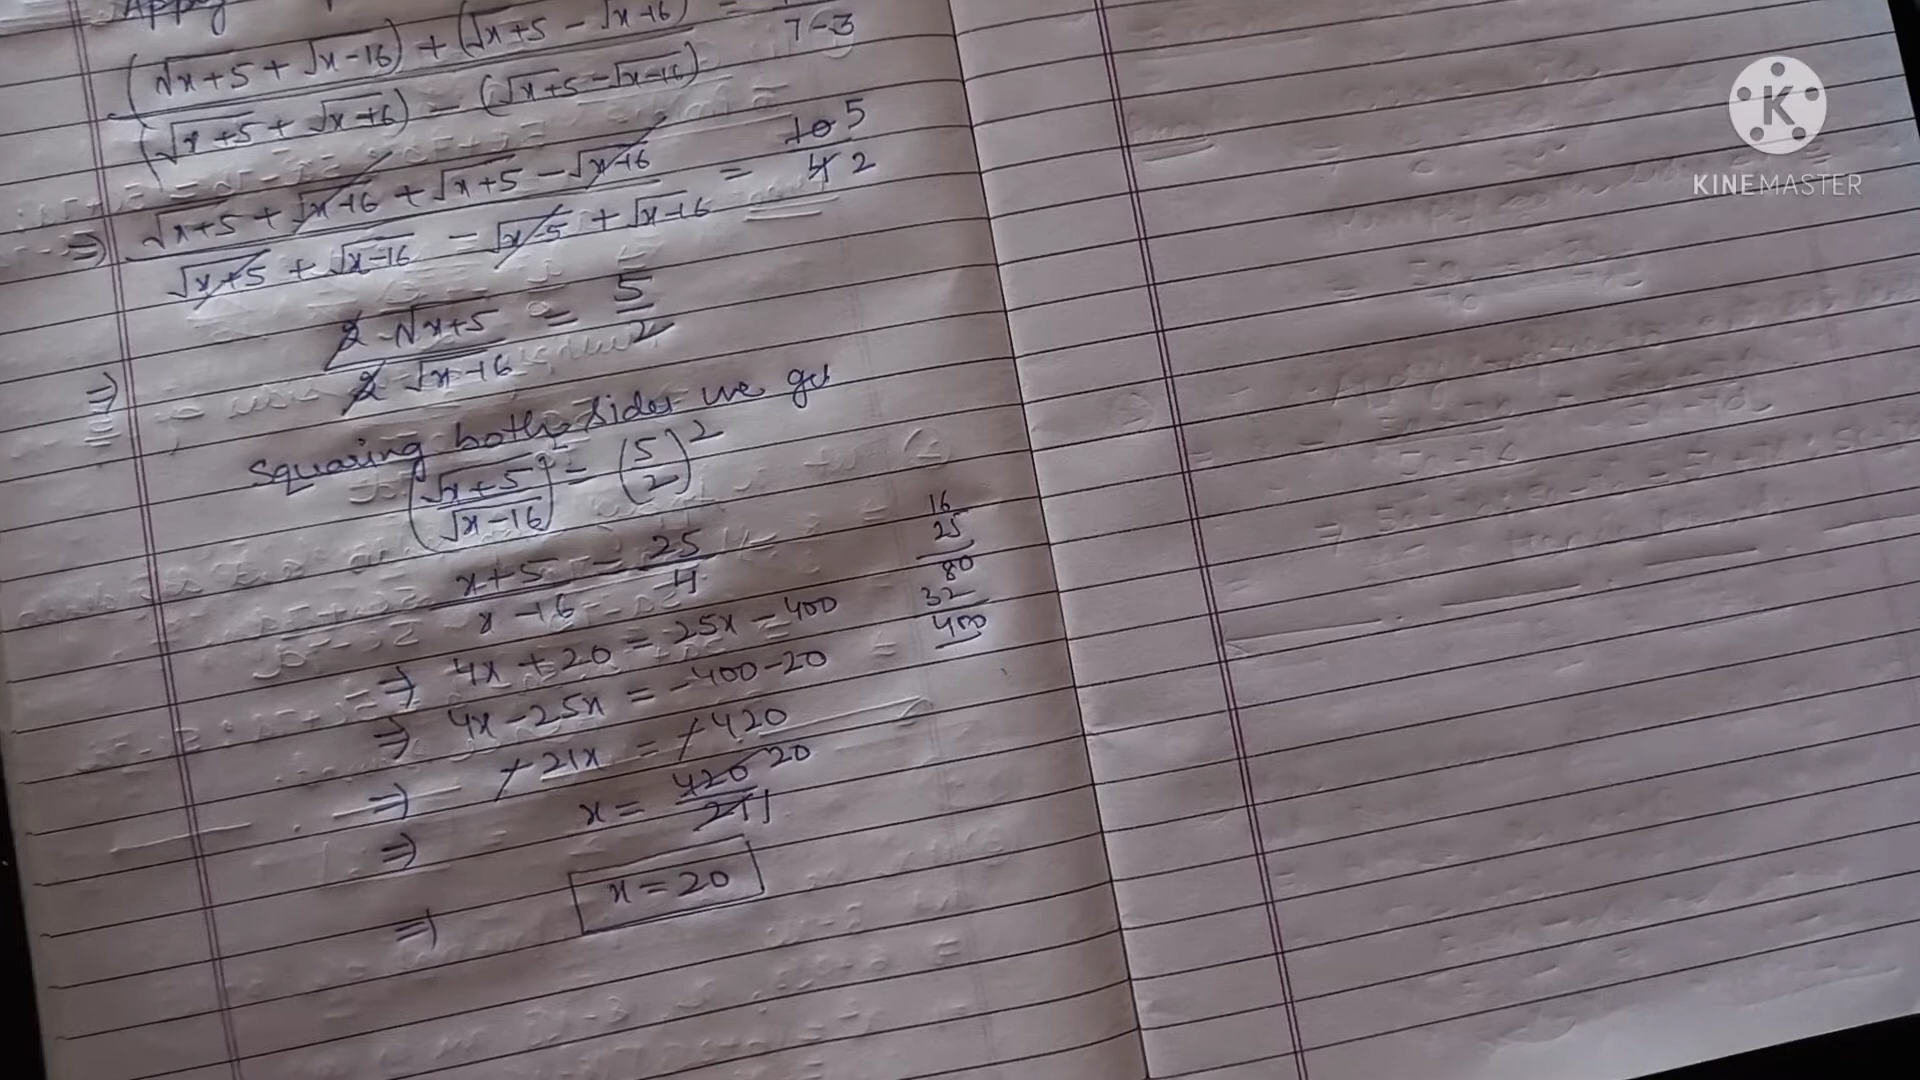 Apply
(√x+5 + √x-16) + (√x+5 - √x-16) =
(√x+5 + √x-16) - (√x+5 - √x-16) 7-3
⇒ √x+5 + √x-16 + √x+5 - √x-16 = 10 5
√x+5 + √x-16 - √x-5 + √x-16 4 2
⇒ 2 √x+5 = 5
2 √x-16 2
Squaring both sides we get
(√x+5 / √x-16)² = (5/2)²
x+5 = 25
x-16 4
⇒ 4x + 20 = 25x - 400
⇒ 4x - 25x = -400-20
⇒ -21x = -420
⇒ x = 420 20
21 1
⇒ x = 20
16
25
80
32
400
K
KINEMASTER